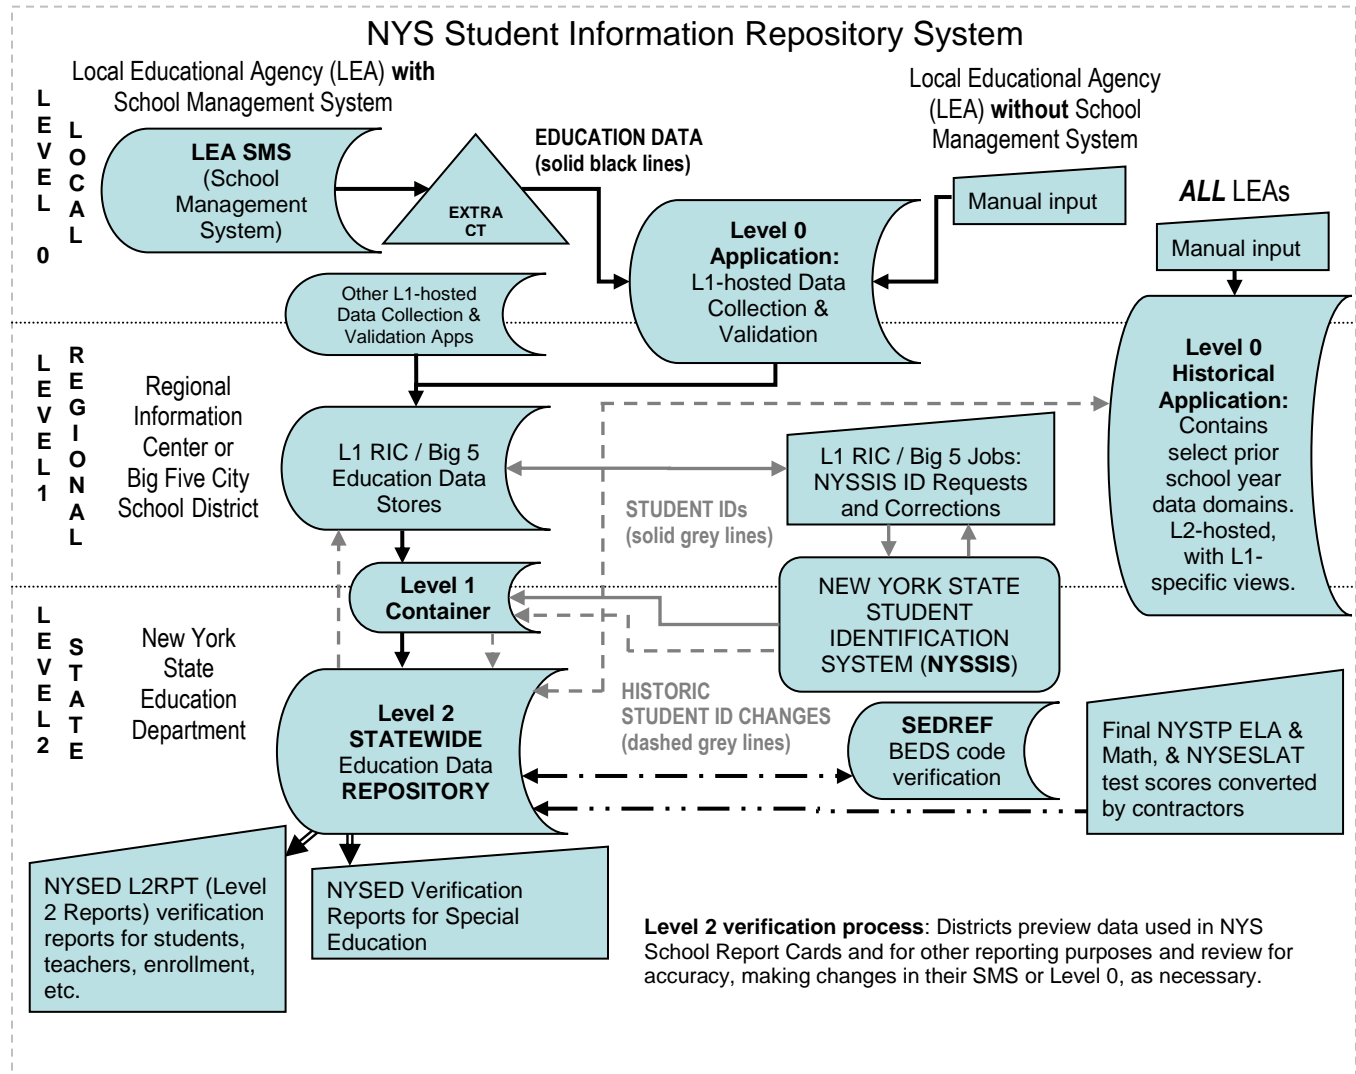 NYS Student Information Repository System
Local Educational Agency (LEA) with
School Management System
Local Educational Agency
(LEA) without School
Management System
L
E
V
E
L
0
L
O
C
A
L
LEA SMS
(School
Management
System)
EXTRA
CT
EDUCATION DATA
(solid black lines)
Level 0
Application:
L1-hosted Data
Collection &
Validation
Manual input
ALL LEAs
Manual input
Other L1-hosted
Data Collection &
Validation Apps
L
E
V
E
L
1
R
E
G
I
O
N
A
L
Regional
Information
Center or
Big Five City
School District
L1 RIC / Big 5
Education Data
Stores
STUDENT IDs
(solid grey lines)
L1 RIC / Big 5 Jobs:
NYSSIS ID Requests
and Corrections
Level 0
Historical
Application:
Contains
select prior
school year
data domains.
L2-hosted,
with L1-
specific views.
Level 1
Container
NEW YORK STATE
STUDENT
IDENTIFICATION
SYSTEM (NYSSIS)
L
E
V
E
L
2
S
T
A
T
E
New York
State
Education
Department
Level 2
STATEWIDE
Education Data
REPOSITORY
HISTORIC
STUDENT ID CHANGES
(dashed grey lines)
SEDREF
BEDS code
verification
Final NYSTP ELA &
Math, & NYSESLAT
test scores converted
by contractors
NYSED L2RPT (Level
2 Reports) verification
reports for students,
teachers, enrollment,
etc.
NYSED Verification
Reports for Special
Education
Level 2 verification process: Districts preview data used in NYS
School Report Cards and for other reporting purposes and review for
accuracy, making changes in their SMS or Level 0, as necessary.